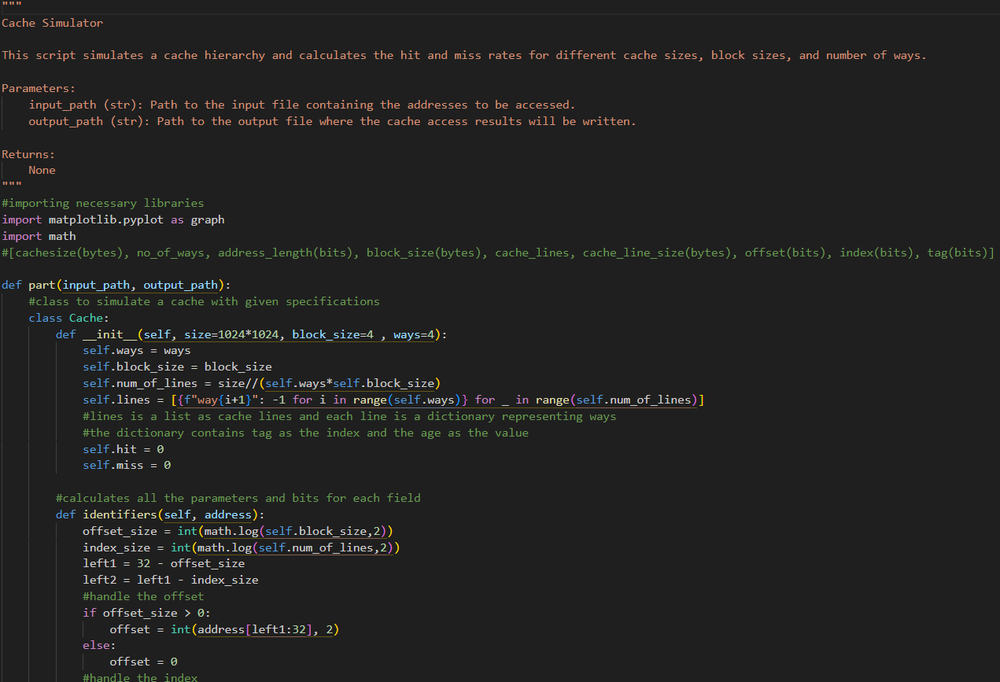 """
Cache Simulator

This script simulates a cache hierarchy and calculates the hit and miss rates for different cache sizes, block sizes, and number of ways.

Parameters:
    input_path (str): Path to the input file containing the addresses to be accessed.
    output_path (str): Path to the output file where the cache access results will be written.

Returns:
    None
"""
#importing necessary libraries
import matplotlib.pyplot as graph
import math
#[cachesize(bytes), no_of_ways, address_length(bits), block_size(bytes), cache_lines, cache_line_size(bytes), offset(bits), index(bits), tag(bits)]

def part(input_path, output_path):
    #class to simulate a cache with given specifications
    class Cache:
        def __init__(self, size=1024*1024, block_size=4 , ways=4):
            self.ways = ways
            self.block_size = block_size
            self.num_of_lines = size//(self.ways*self.block_size)
            self.lines = [{f"way{i+1}": -1 for i in range(self.ways)} for _ in range(self.num_of_lines)]
            #lines is a list as cache lines and each line is a dictionary representing ways
            #the dictionary contains tag as the index and the age as the value
            self.hit = 0
            self.miss = 0

        #calculates all the parameters and bits for each field
        def identifiers(self, address):
            offset_size = int(math.log(self.block_size,2))
            index_size = int(math.log(self.num_of_lines,2))
            left1 = 32 - offset_size
            left2 = left1 - index_size
            #handle the offset
            if offset_size > 0:
                offset = int(address[left1:32], 2)
            else:
                offset = 0
            #handle the index